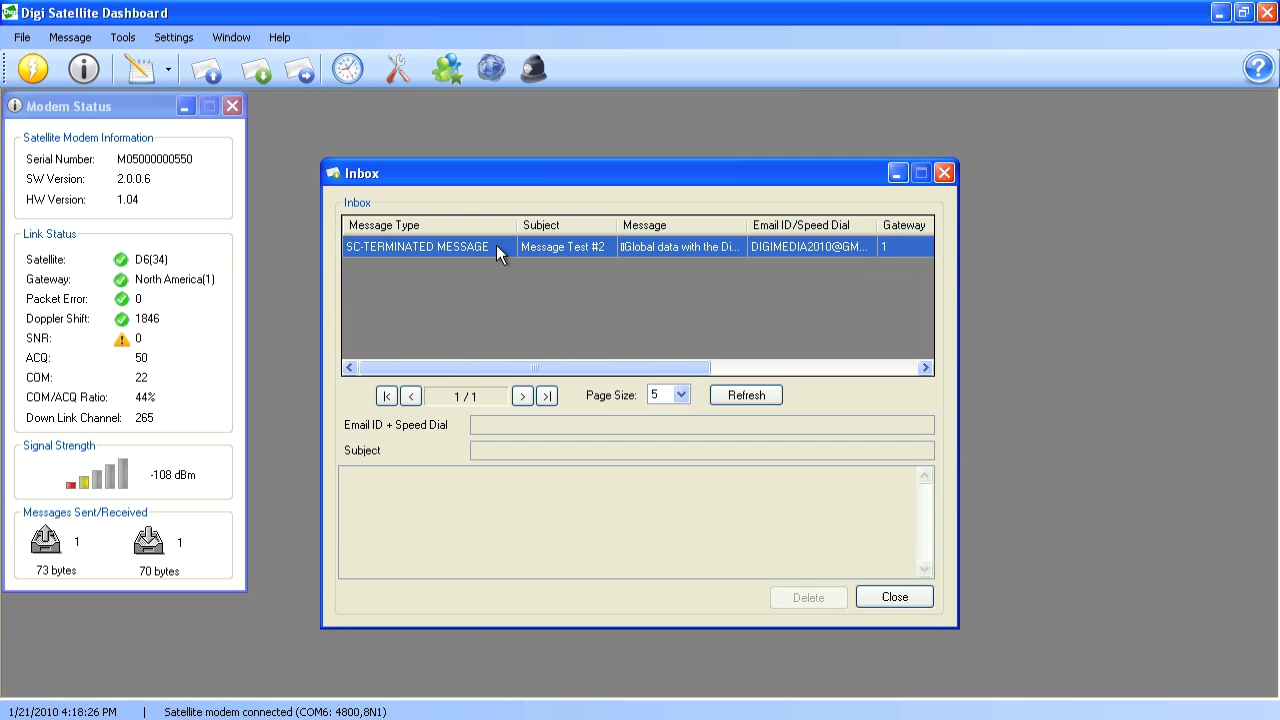 Digi Satellite Dashboard
File Message Tools Settings Window Help
Modem Status
Satellite Modem Information
Serial Number: M05000000550
SW Version: 2.0.0.6
HW Version: 1.04
Link Status
Satellite: D6(34)
Gateway: North America(1)
Packet Error: 0
Doppler Shift: 1846
SNR: 0
ACQ: 50
COM: 22
COM/ACQ Ratio: 44%
Down Link Channel: 265
Signal Strength
-108 dBm
Messages Sent/Received
1 1
73 bytes 70 bytes
Inbox
Inbox
Message Type Subject Message Email ID/Speed Dial Gateway
SC-TERMINATED MESSAGE Message Test #2 ▯Global data with the Di... DIGIMEDIA2010@GM... 1
1 / 1 Page Size: 5 Refresh
Email ID + Speed Dial
Subject
Delete Close
1/21/2010 4:18:26 PM | Satellite modem connected (COM6: 4800,8N1)